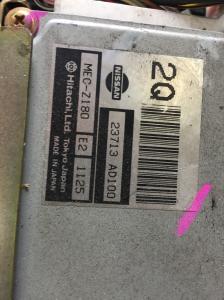 2Q
NISSAN
23713 AD100
MEC-Z180 E2 1125
Hitachi, Ltd. Tokyo Japan
MADE IN JAPAN